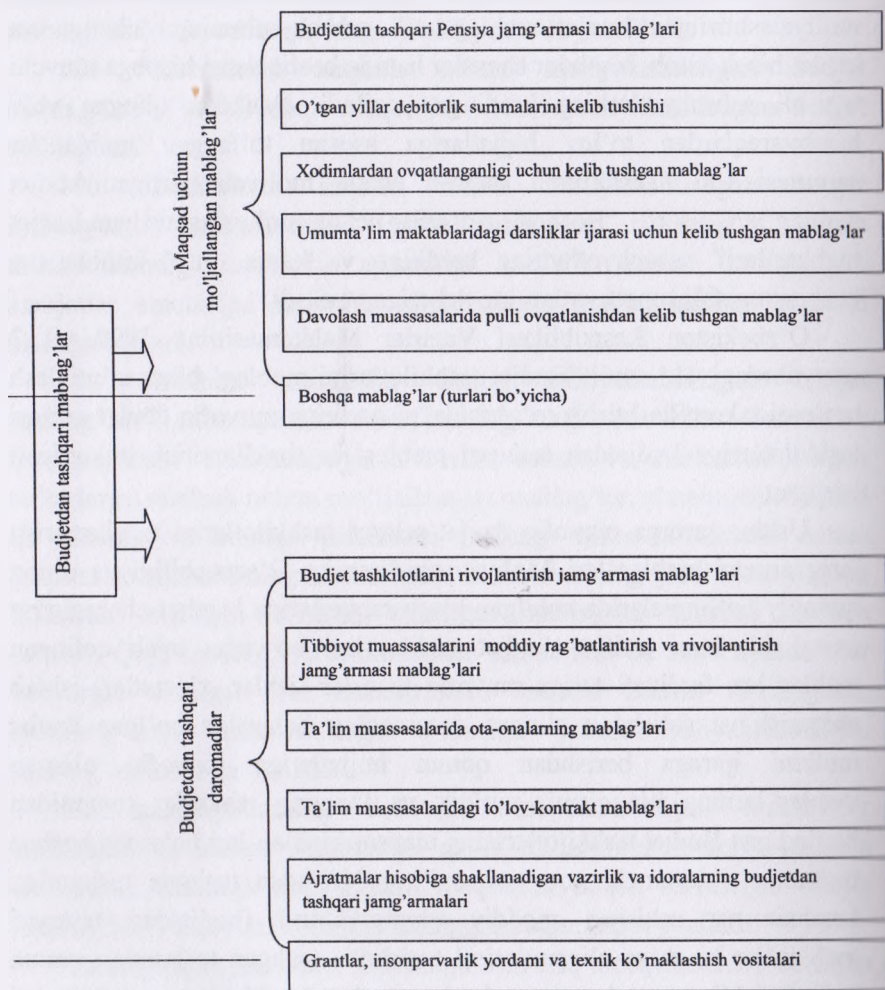 Budjetdan tashqari mablag'lar
Maqsad uchun
mo''jallangan mablag'lar
Budjetdan tashqari Pensiya jamg'armasi mablag'lari
O'tgan yillar debitorlik summalarini kelib tushishi
Xodimlardan ovqatlanganligi uchun kelib tushgan mablag'lar
Umumta'lim maktablaridagi darsliklar ijarasi uchun kelib tushgan mablag'lar
Davolash muassasalarida pulli ovqatlanishdan kelib tushgan mablag'lar
Boshqa mablag'lar (turlari bo'yicha)
Budjetdan tashqari
daromadlar
Budjet tashkilotlarini rivojlantirish jamg'armasi mablag'lari
Tibbiyot muassasalarini moddiy rag'batlantirish va rivojlantirish
jamg'armasi mablag'lari
Ta'lim muassasalarida ota-onalarning mablag'lari
Ta'lim muassasalaridagi to'lov-kontrakt mablag'lari
Ajratmalar hisobiga shakllanadigan vazirlik va idoralarning budjetdan
tashqari jamg'armalari
Grantlar, insonparvarlik yordami va texnik ko'maklashish vositalari